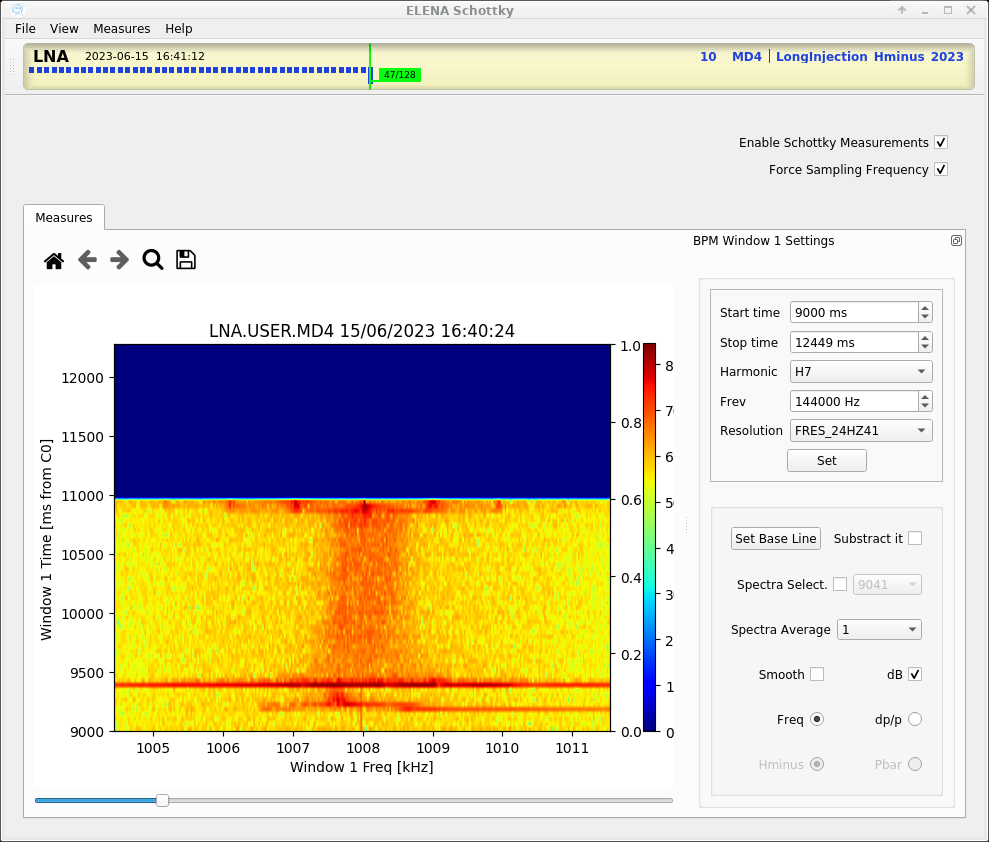 ELENA Schottky
File View Measures Help
LNA 2023-06-15 16:41:12 10 MD4 | LongInjection Hminus 2023
47/128
Enable Schottky Measurements
Force Sampling Frequency
Measures
BPM Window 1 Settings
LNA.USER.MD4 15/06/2023 16:40:24
Window 1 Time [ms from C0]
12000
11500
11000
10500
10000
9500
9000
1005 1006 1007 1008 1009 1010 1011
Window 1 Freq [kHz]
1.0
0.8
0.6
0.4
0.2
0.0
8
7
6
5
4
3
2
1
0
Start time 9000 ms
Stop time 12449 ms
Harmonic H7
Frev 144000 Hz
Resolution FRES_24HZ41
Set
Set Base Line Substract it
Spectra Select. 9041
Spectra Average 1
Smooth dB
Freq dp/p
Hminus Pbar